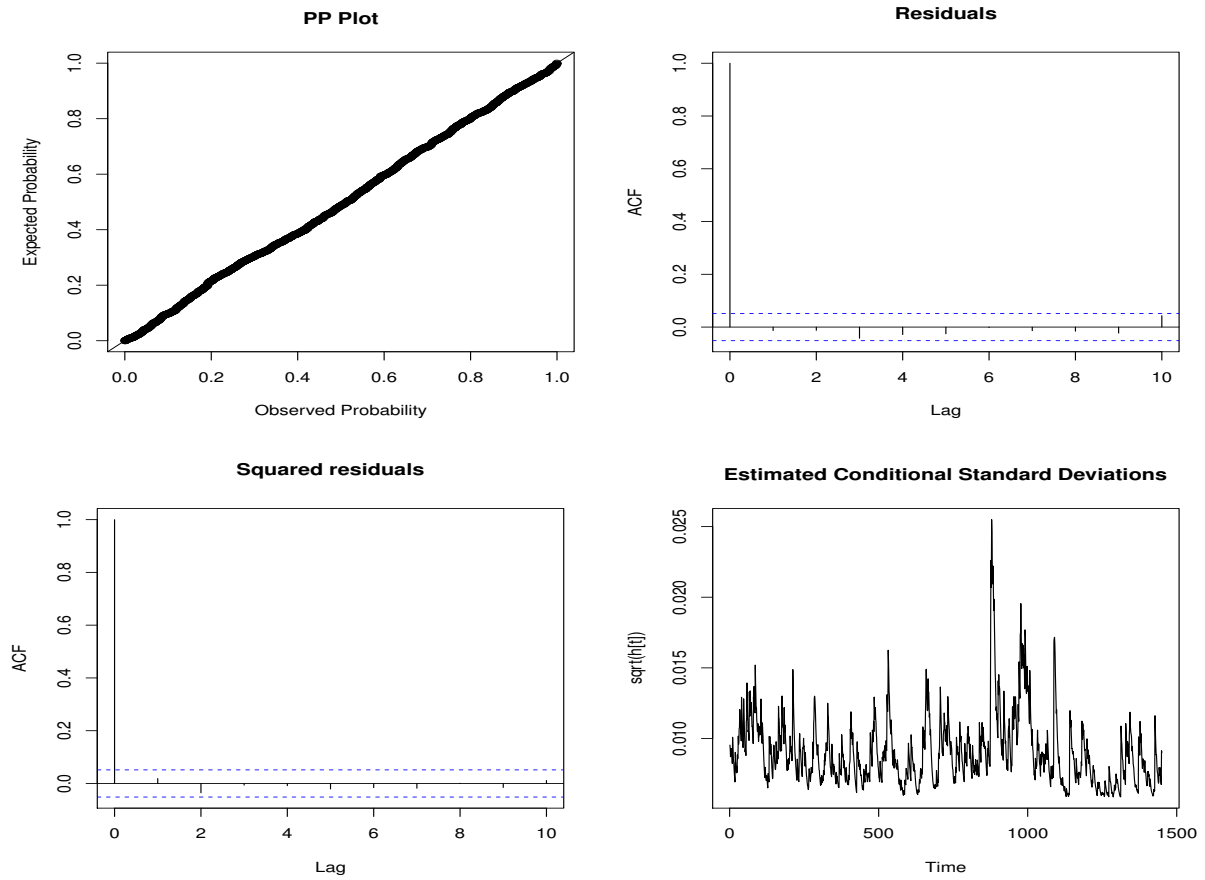 PP Plot
Expected Probability
0.0 0.2 0.4 0.6 0.8 1.0
0.0 0.2 0.4 0.6 0.8 1.0
Observed Probability
Residuals
ACF
0.0 0.2 0.4 0.6 0.8 1.0
0 2 4 6 8 10
Lag
Squared residuals
ACF
0.0 0.2 0.4 0.6 0.8 1.0
0 2 4 6 8 10
Lag
Estimated Conditional Standard Deviations
sqrt(h[t])
0.010 0.015 0.020 0.025
0 500 1000 1500
Time